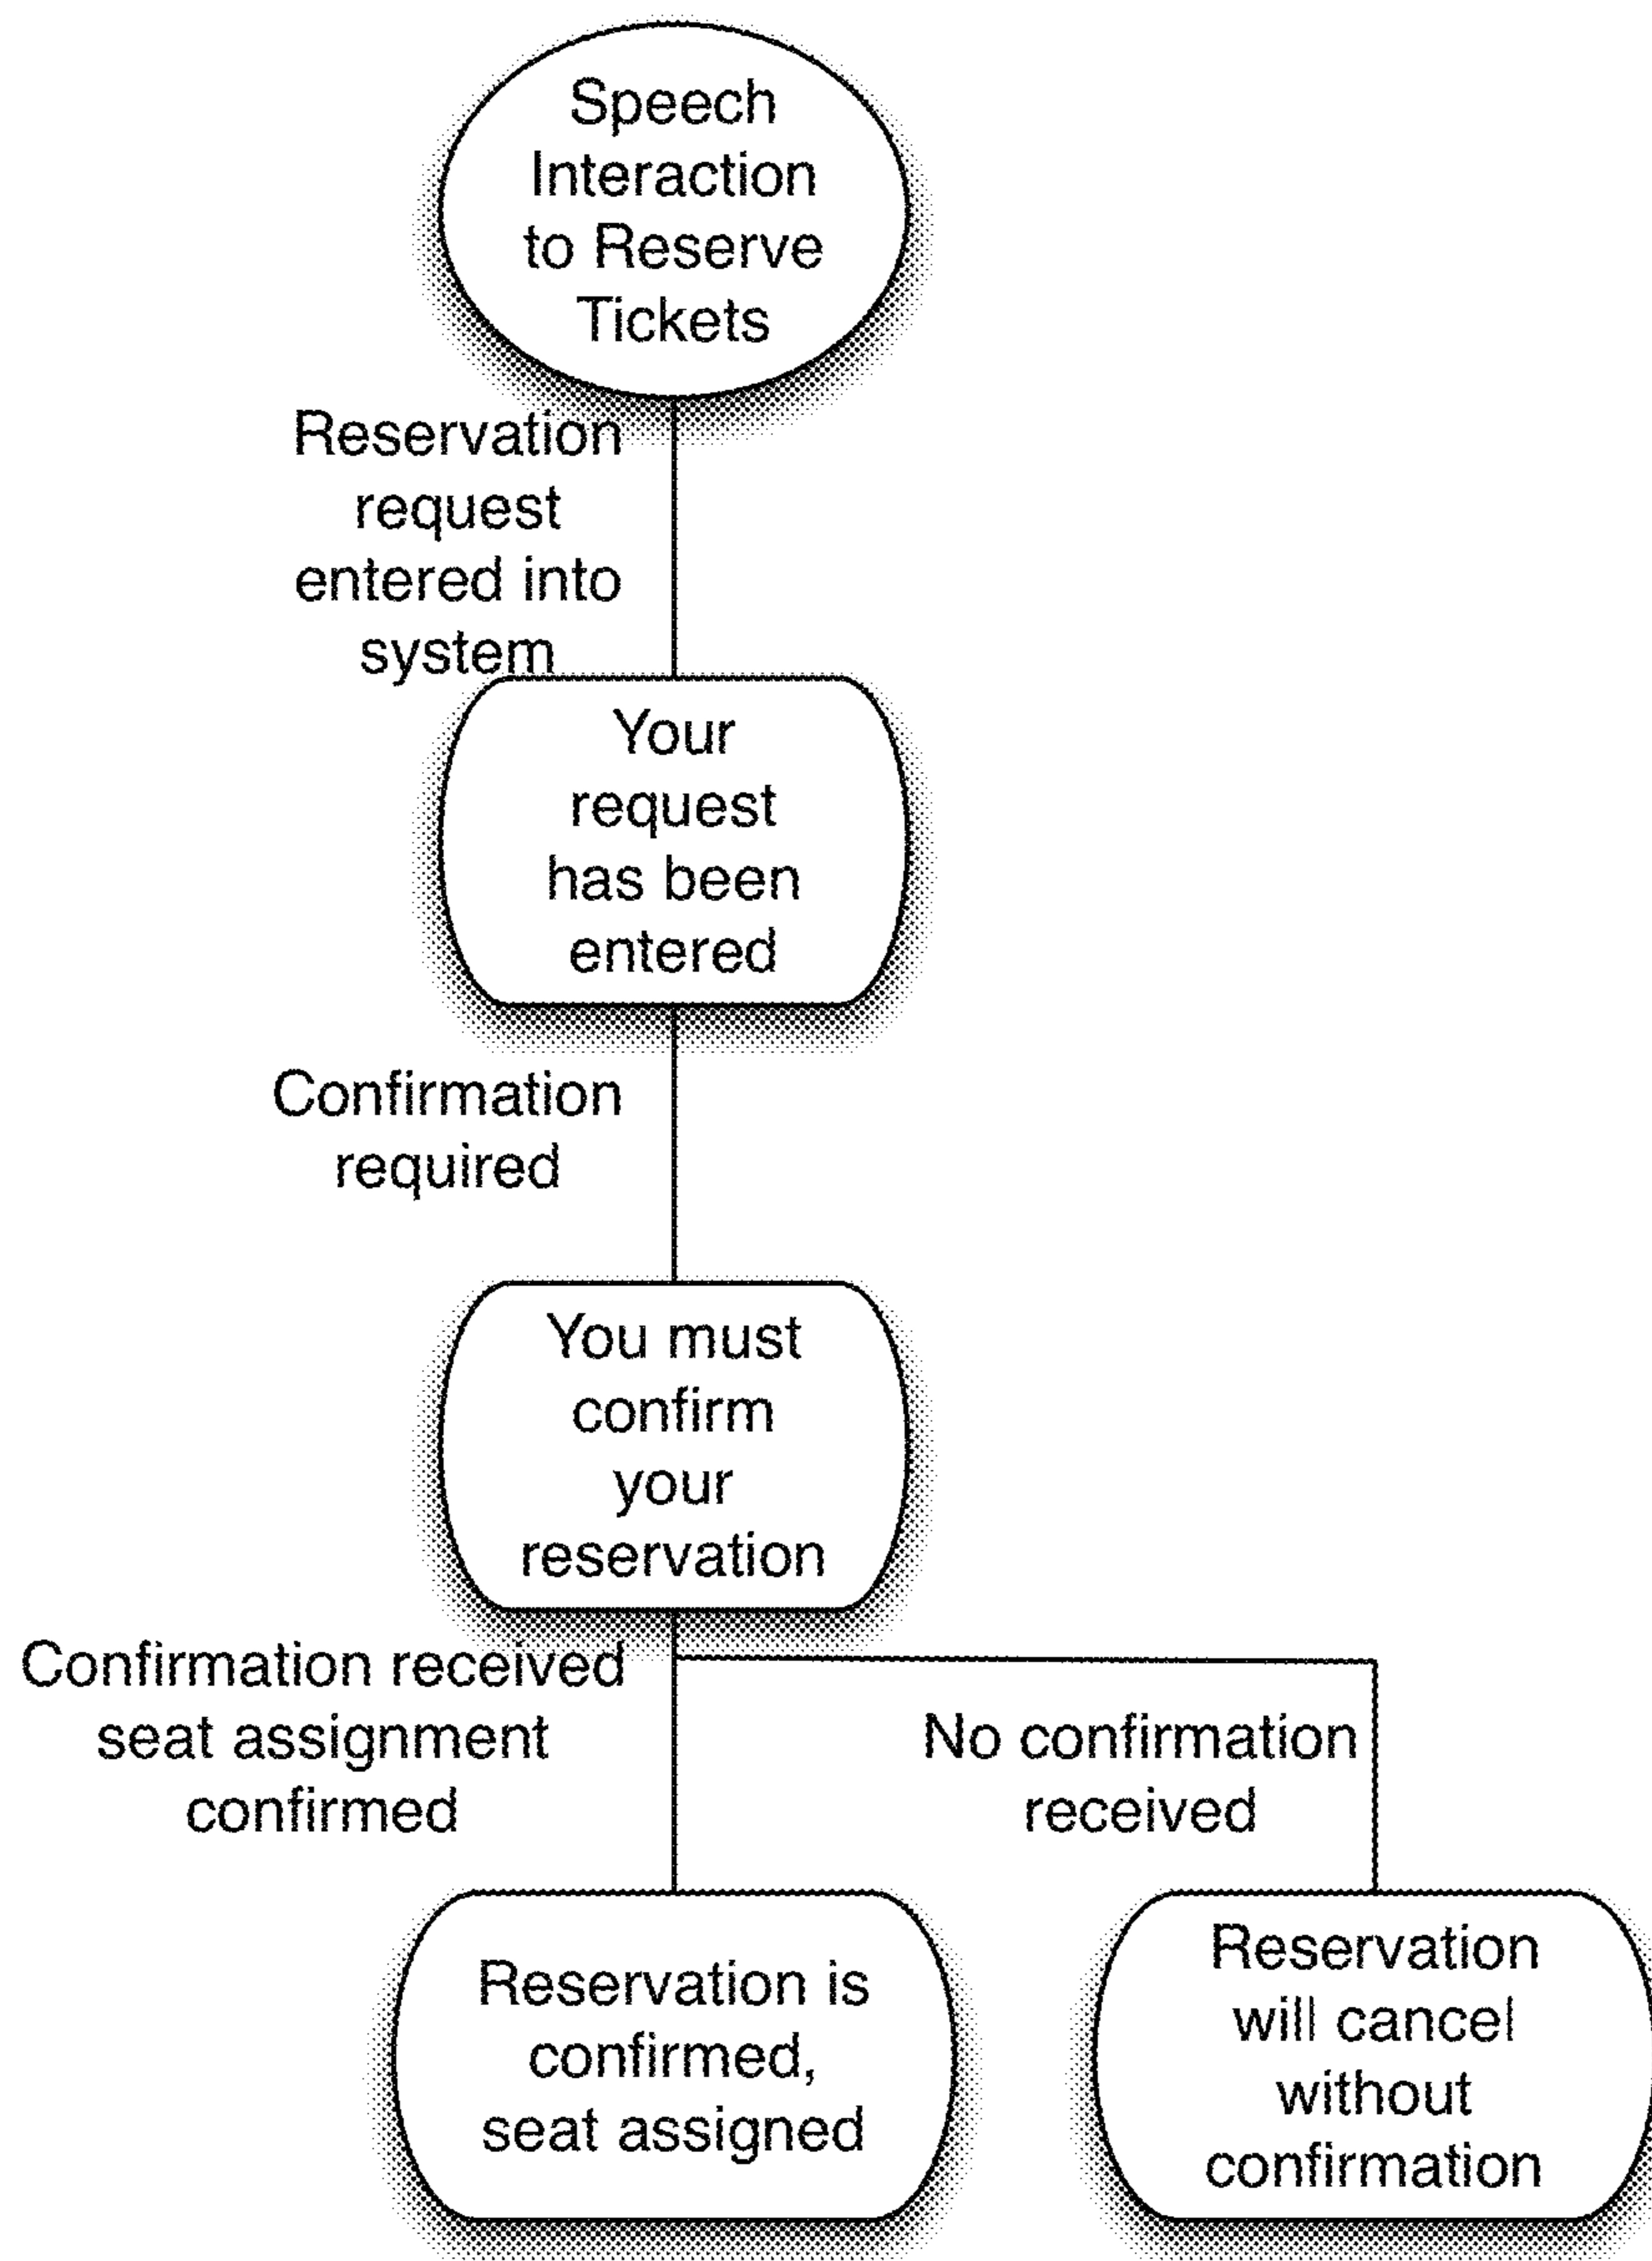 Speech
Interaction
to Reserve
Tickets
Reservation
request
entered into
system
Your
request
has been
entered
Confirmation
required
You must
confirm
your
reservation
Confirmation received
seat assignment
confirmed
No confirmation
received
Reservation is
confirmed,
seat assigned
Reservation
will cancel
without
confirmation